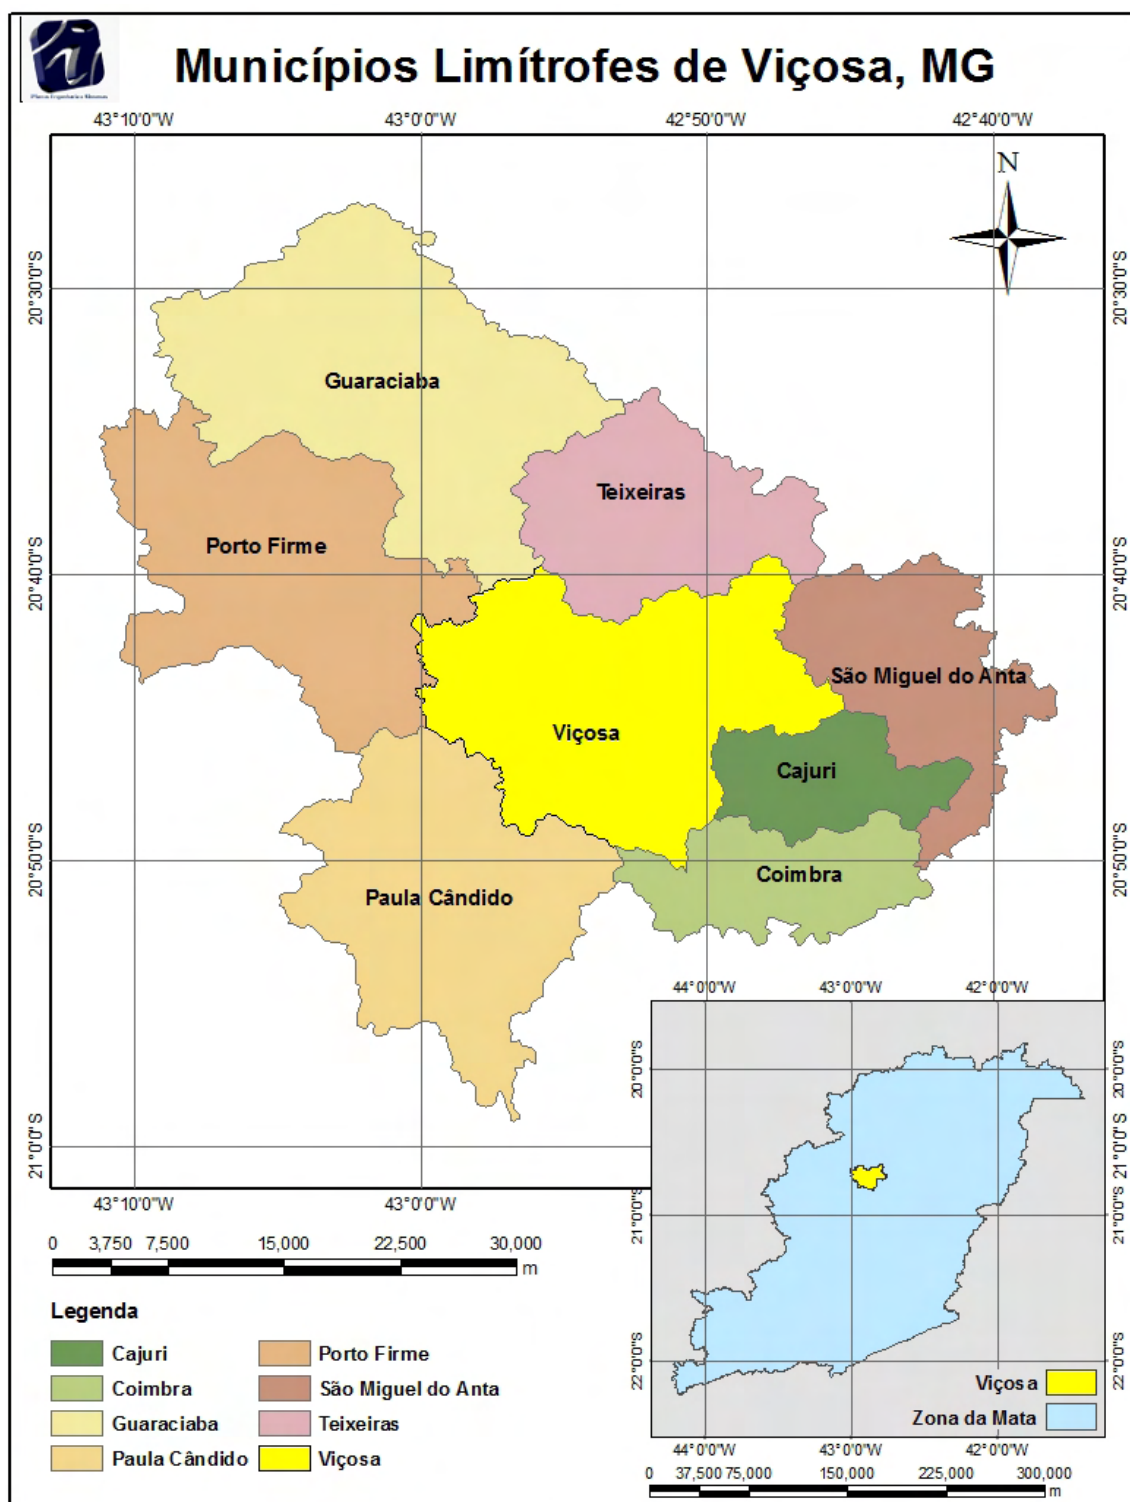 Municípios Limítrofes de Viçosa, MG
43°10'0"W 43°0'0"W 42°50'0"W 42°40'0"W
N
20°30'0"S 20°30'0"S
Guaraciaba
Teixeiras
Porto Firme
20°40'0"S 20°40'0"S
São Miguel do Anta
Viçosa
Cajuri
20°50'0"S 20°50'0"S
Coimbra
Paula Cândido
44°0'0"W 43°0'0"W 42°0'0"W
20°0'0"S 20°0'0"S
21°0'0"S 21°0'0"S
43°10'0"W 43°0'0"W
21°0'0"S 21°0'0"S
0 3,750 7,500 15,000 22,500 30,000
m
Legenda
22°0'0"S 22°0'0"S
Cajuri Porto Firme
Coimbra São Miguel do Anta
Guaraciaba Teixeiras
Paula Cândido Viçosa
Viçosa
Zona da Mata
44°0'0"W 43°0'0"W 42°0'0"W
0 37,500 75,000 150,000 225,000 300,000
m